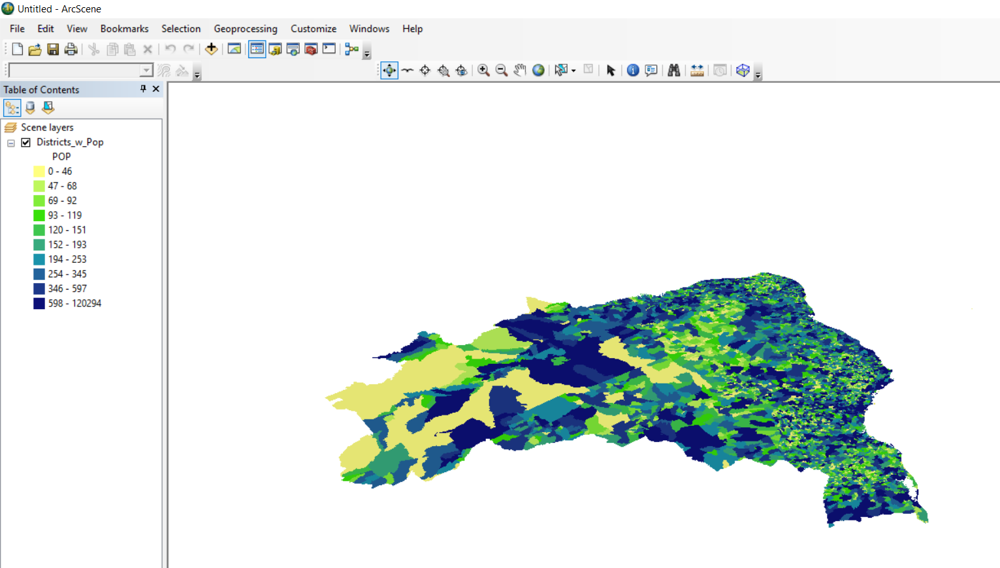 Untitled - ArcScene
File Edit View Bookmarks Selection Geoprocessing Customize Windows Help
Table of Contents
Scene layers
Districts_w_Pop
POP
0 - 46
47 - 68
69 - 92
93 - 119
120 - 151
152 - 193
194 - 253
254 - 345
346 - 597
598 - 120294